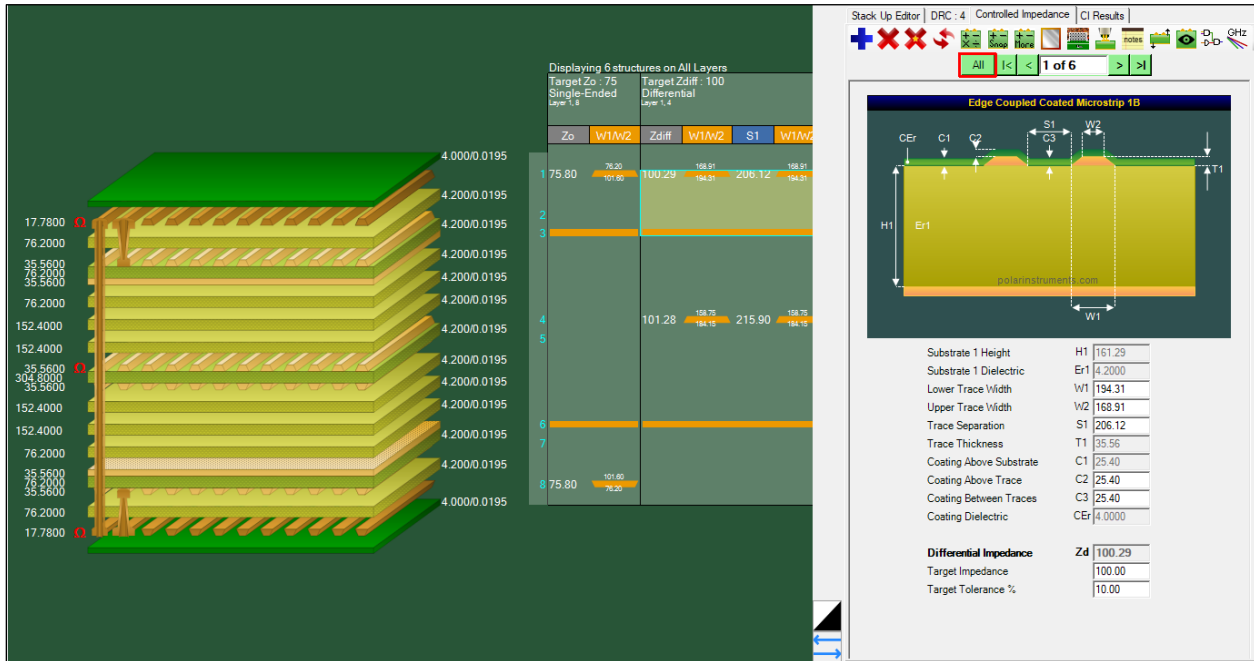 Stack Up Editor DRC : 4 Controlled Impedance CI Results
Snap More notes GHz
All |< < 1 of 6 > >|
Displaying 6 structures on All Layers
Target Zo : 75 Target Zdiff : 100
Single-Ended Differential
Layer 1, 8 Layer 1, 4
Zo W1/W2 Zdiff W1/W2 S1 W1/W2
1 75.80 76.20 101.60 100.29 168.91 194.31 206.12 168.91 194.31
2
3
4 101.28 158.75 184.15 215.90 158.75 184.15
5
6
7
8 75.80 101.60 76.20
4.000/0.0195
4.200/0.0195
4.200/0.0195
4.200/0.0195
4.200/0.0195
4.200/0.0195
4.200/0.0195
4.200/0.0195
4.200/0.0195
4.200/0.0195
4.200/0.0195
4.200/0.0195
4.000/0.0195
17.7800 Ω
76.2000
35.5600
76.2000
35.5600
76.2000
152.4000
152.4000
35.5600 Ω
304.8000
35.5600
152.4000
152.4000
76.2000
35.5600
76.2000
35.5600
76.2000
17.7800 Ω
Edge Coupled Coated Microstrip 1B
CEr C1 C2 S1 C3 W2 T1
H1 Er1
polarinstruments.com
W1
Substrate 1 Height H1 161.29
Substrate 1 Dielectric Er1 4.2000
Lower Trace Width W1 194.31
Upper Trace Width W2 168.91
Trace Separation S1 206.12
Trace Thickness T1 35.56
Coating Above Substrate C1 25.40
Coating Above Trace C2 25.40
Coating Between Traces C3 25.40
Coating Dielectric CEr 4.0000
Differential Impedance Zd 100.29
Target Impedance 100.00
Target Tolerance % 10.00